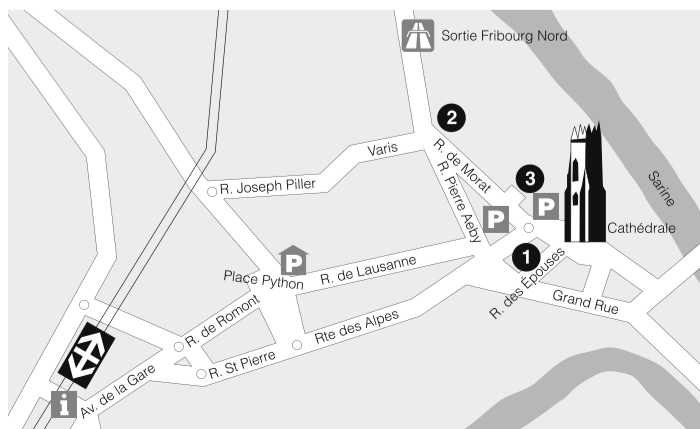 Sortie Fribourg Nord
2
Varis
R. de Morat
R. Pierre Aeby
3
P
P
Sarine
Cathédrale
R. Joseph Piller
1
P
Place Python
R. de Lausanne
R. des Épouses
Grand Rue
R. de Romont
Rte des Alpes
R. St Pierre
Av. de la Gare
i